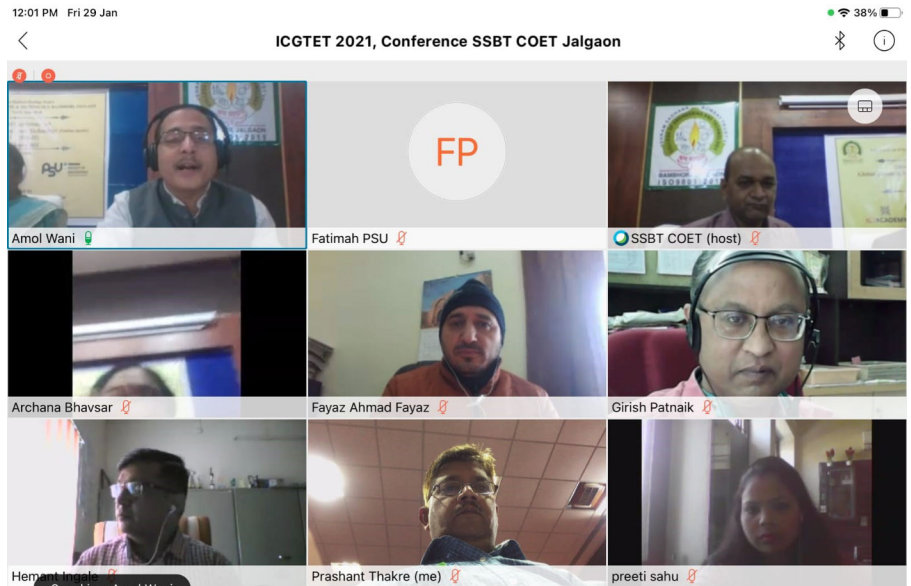 12:01 PM Fri 29 Jan
38%
ICGTET 2021, Conference SSBT COET Jalgaon
PSU
Amol Wani
FP
Fatimah PSU
SSBT COET (host)
Archana Bhavsar
Fayaz Ahmad Fayaz
Girish Patnaik
Hemant Ingale
Prashant Thakre (me)
preeti sahu